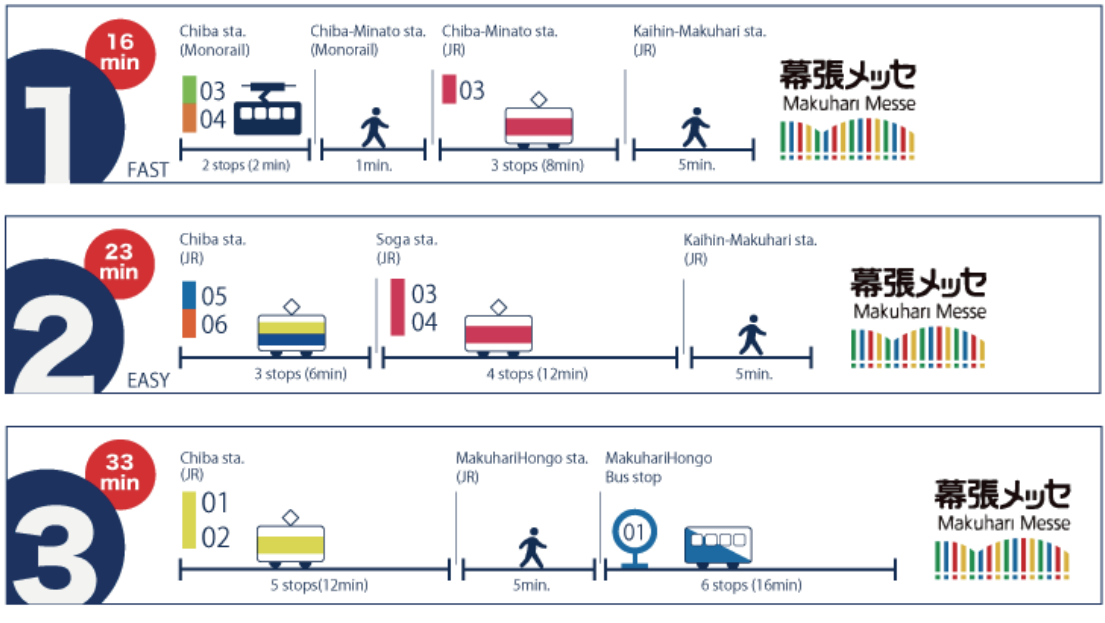 16
min
1
FAST
Chiba sta.
(Monorail)
03
04
2 stops (2 min)
Chiba-Minato sta.
(Monorail)
1min.
Chiba-Minato sta.
(JR)
03
3 stops (8min)
Kaihin-Makuhari sta.
(JR)
5min.
幕張メッセ
Makuhari Messe
23
min
2
EASY
Chiba sta.
(JR)
05
06
3 stops (6min)
Soga sta.
(JR)
03
04
4 stops (12min)
Kaihin-Makuhari sta.
(JR)
5min.
幕張メッセ
Makuhari Messe
33
min
3
Chiba sta.
(JR)
01
02
5 stops(12min)
MakuhariHongo sta.
(JR)
5min.
MakuhariHongo
Bus stop
01
6 stops (16min)
幕張メッセ
Makuhari Messe